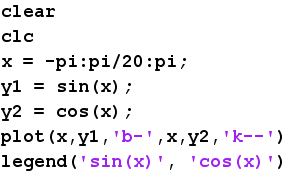 clear
clc
x = -pi:pi/20:pi;
y1 = sin(x);
y2 = cos(x);
plot(x,y1,'b-',x,y2,'k--')
legend('sin(x)', 'cos(x)')